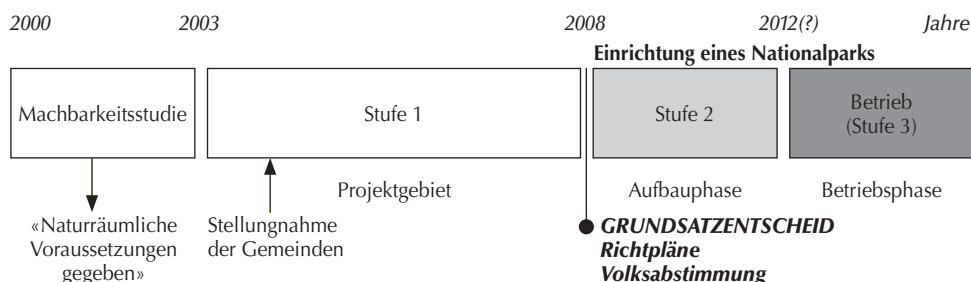 2000 2003 2008 2012(?) Jahre
Einrichtung eines Nationalparks
Machbarkeitsstudie Stufe 1 Stufe 2 Betrieb
(Stufe 3)
Projektgebiet Aufbauphase Betriebsphase
«Naturräumliche
Voraussetzungen
gegeben»
Stellungnahme
der Gemeinden
GRUNDSATZENTSCHEID
Richtpläne
Volksabstimmung